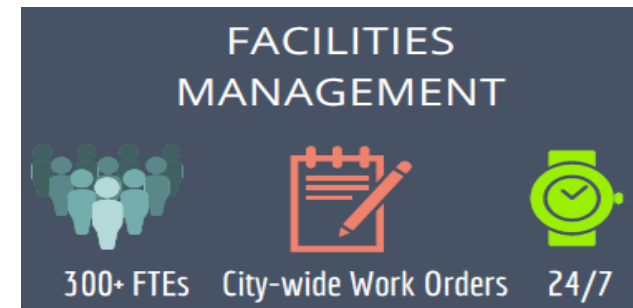 FACILITIES
MANAGEMENT
300+ FTEs City-wide Work Orders 24/7